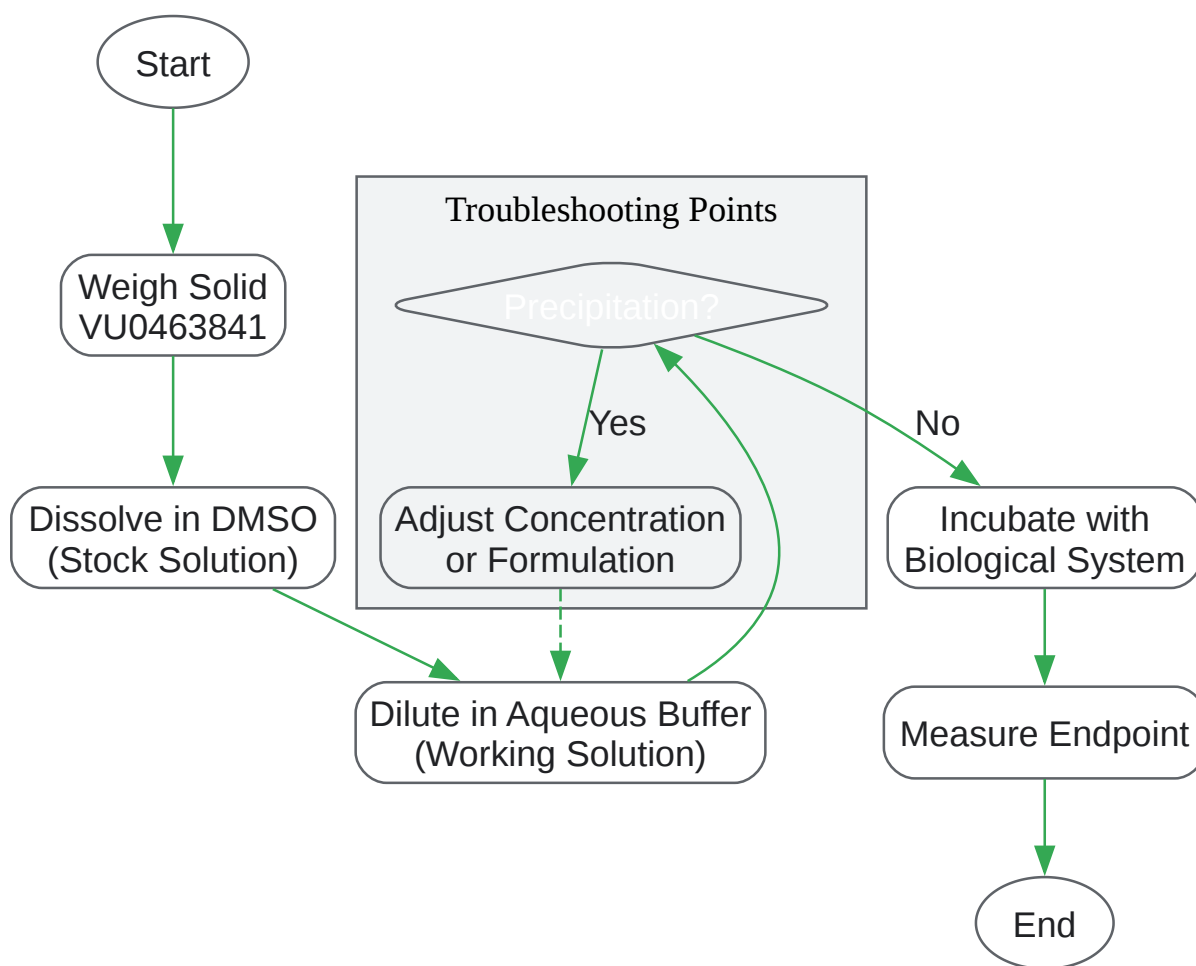 Start
Weigh Solid
VU0463841
Dissolve in DMSO
(Stock Solution)
Troubleshooting Points
Precipitation?
Yes
No
Adjust Concentration
or Formulation
Dilute in Aqueous Buffer
(Working Solution)
Incubate with
Biological System
Measure Endpoint
End